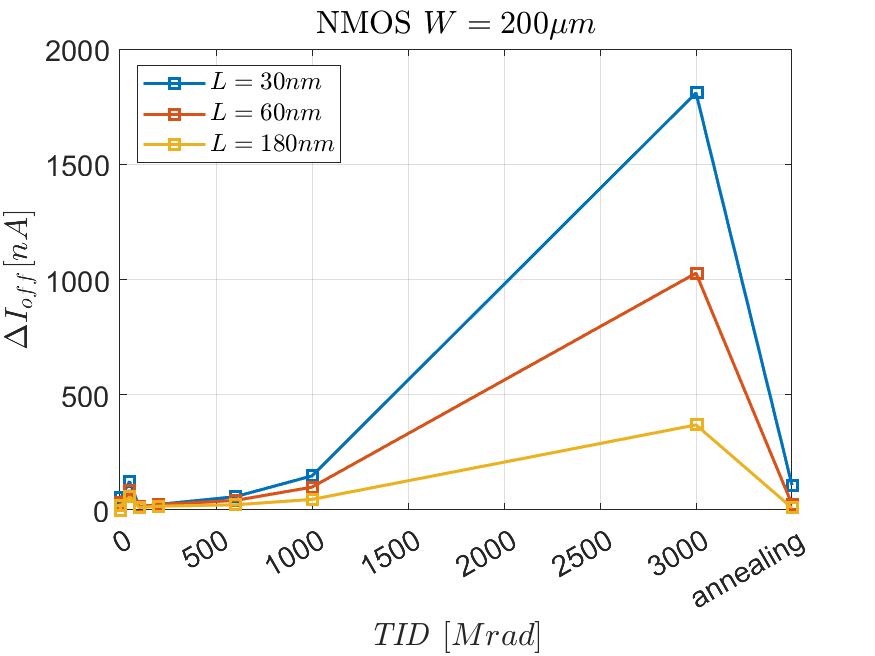 NMOS W = 200μm
L = 30nm
L = 60nm
L = 180nm
2000
1500
1000
500
0
ΔI_off [nA]
0
500
1000
1500
2000
2500
3000
annealing
TID [Mrad]